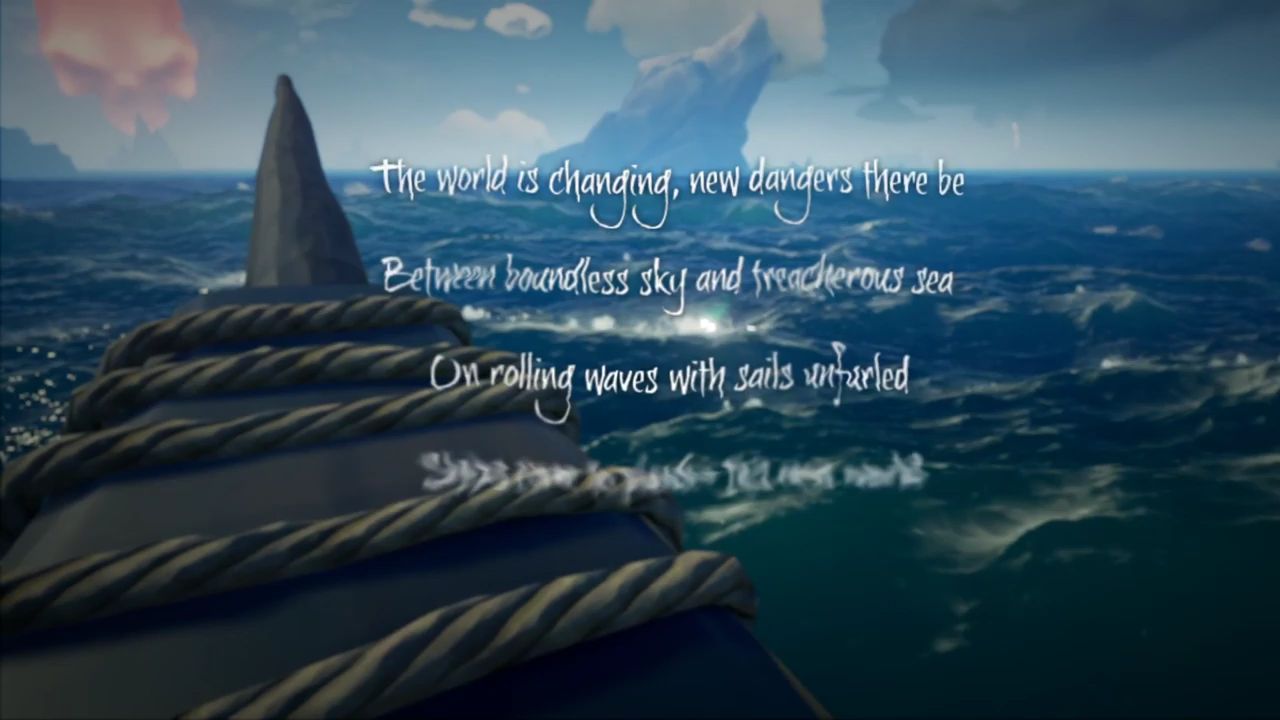 The world is changing, new dangers there be
Between boundless sky and treacherous sea
On rolling waves with sails unfurled